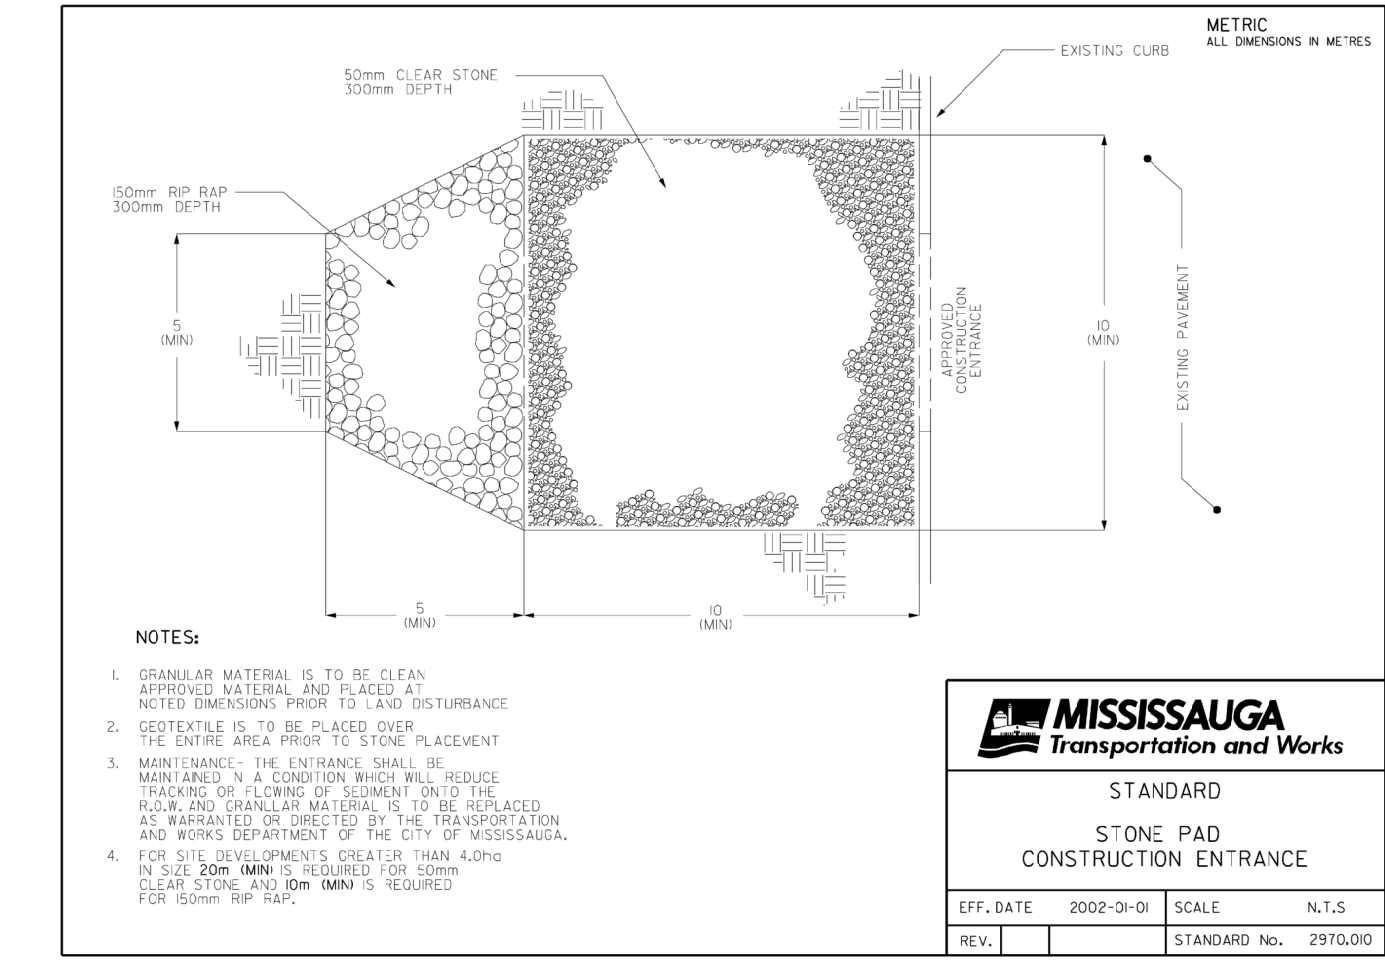 METRIC
ALL DIMENSIONS IN METRES
EXISTING CURB
50mm CLEAR STONE
300mm DEPTH
150mm RIP RAP
300mm DEPTH
5
(MIN)
APPROVED
CONSTRUCTION
ENTRANCE
10
(MIN)
EXISTING PAVEMENT
5
(MIN)
10
(MIN)
NOTES:
1. GRANULAR MATERIAL IS TO BE CLEAN
APPROVED MATERIAL AND PLACED AT
NOTED DIMENSIONS PRIOR TO LAND DISTURBANCE
2. GEOTEXTILE IS TO BE PLACED OVER
THE ENTIRE AREA PRIOR TO STONE PLACEMENT
3. MAINTENANCE- THE ENTRANCE SHALL BE
MAINTAINED IN A CONDITION WHICH WILL REDUCE
TRACKING OR FLOWING OF SEDIMENT ONTO THE
R.O.W. AND GRANULAR MATERIAL IS TO BE REPLACED
AS WARRANTED OR DIRECTED BY THE TRANSPORTATION
AND WORKS DEPARTMENT OF THE CITY OF MISSISSAUGA.
4. FOR SITE DEVELOPMENTS GREATER THAN 4.0ha
IN SIZE 20m (MIN) IS REQUIRED FOR 50mm
CLEAR STONE AND 10m (MIN) IS REQUIRED
FOR 150mm RIP RAP.
MISSISSAUGA
Transportation and Works
STANDARD
STONE PAD
CONSTRUCTION ENTRANCE
EFF. DATE 2002-01-01 SCALE N.T.S
REV. STANDARD No. 2970.010